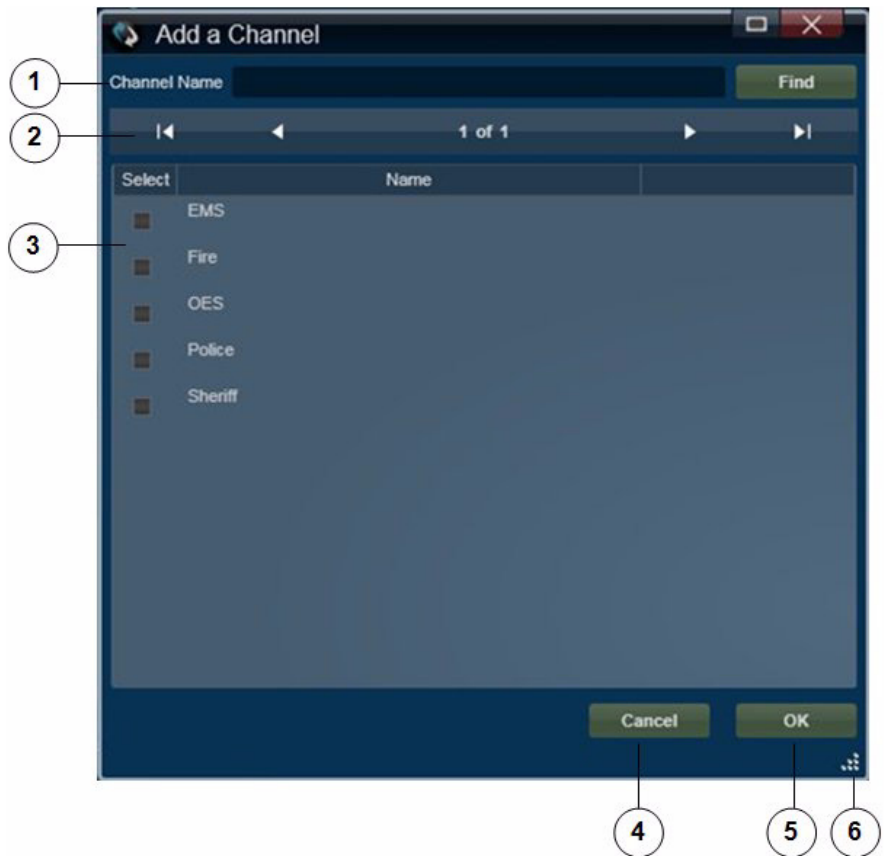 Add a Channel
1 Channel Name Find
2 1 of 1
Select Name
EMS
3
Fire
OES
Police
Sheriff
Cancel OK
4 5 6